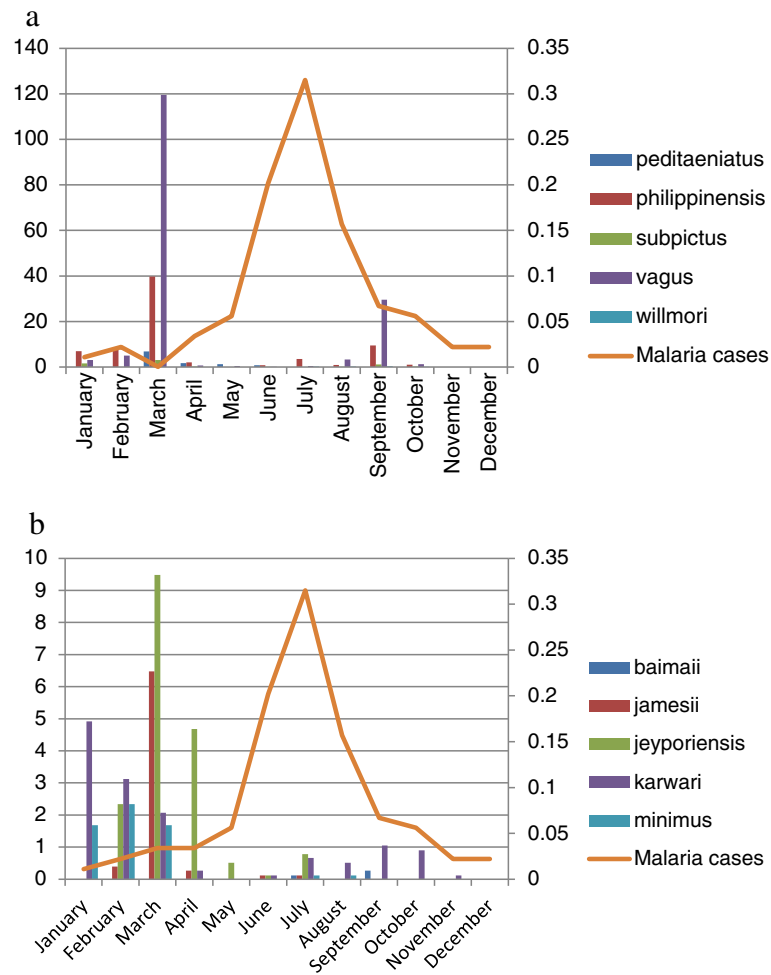 a
140
120
100
80
60
40
20
0
0.35
0.3
0.25
0.2
0.15
0.1
0.05
0
January
February
March
April
May
June
July
August
September
October
November
December
peditaeniatus
philippinensis
subpictus
vagus
willmori
Malaria cases
b
10
9
8
7
6
5
4
3
2
1
0
0.35
0.3
0.25
0.2
0.15
0.1
0.05
0
January
February
March
April
May
June
July
August
September
October
November
December
baimaii
jamesii
jeyporiensis
karwari
minimus
Malaria cases